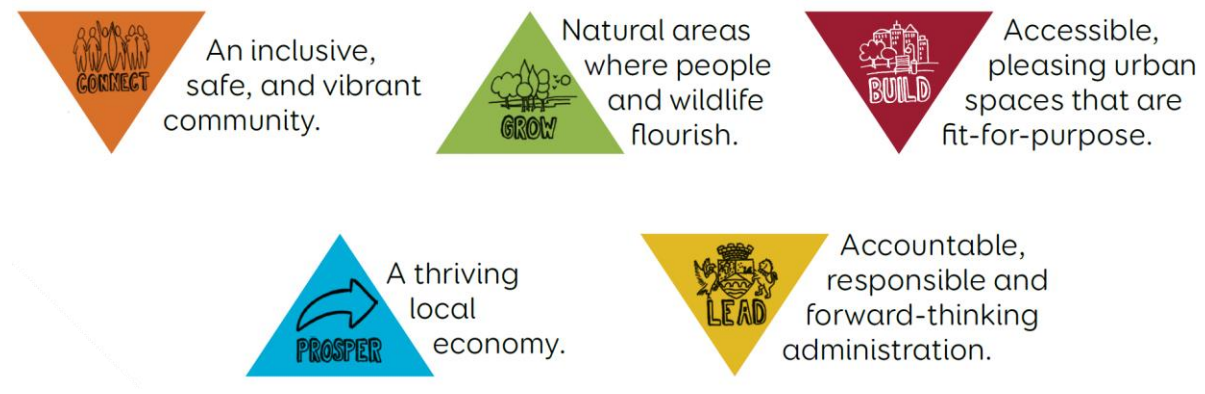 CONNECT
An inclusive,
safe, and vibrant
community.
GROW
Natural areas
where people
and wildlife
flourish.
BUILD
Accessible,
pleasing urban
spaces that are
fit-for-purpose.
PROSPER
A thriving
local
economy.
LEAD
Accountable,
responsible and
forward-thinking
administration.